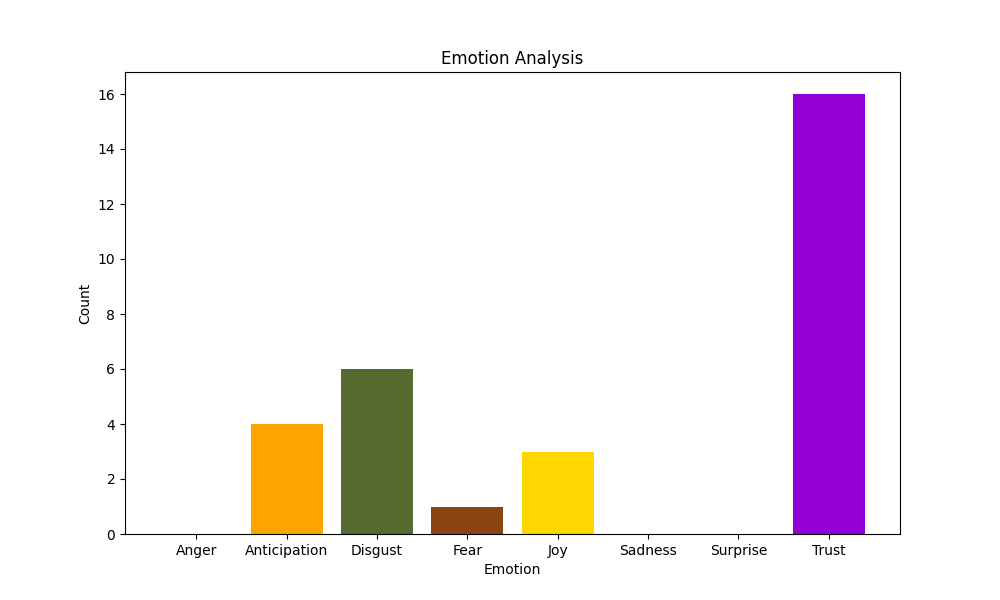 Emotion Analysis
16
14
12
10
8
6
4
2
0
Count
Anger Anticipation Disgust Fear Joy Sadness Surprise Trust
Emotion